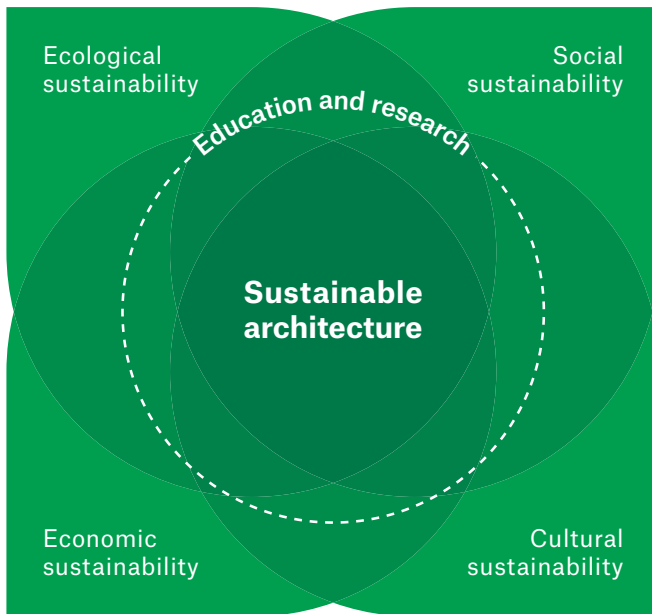 Ecological
sustainability
Social
sustainability
Education and research
Sustainable
architecture
Economic
sustainability
Cultural
sustainability